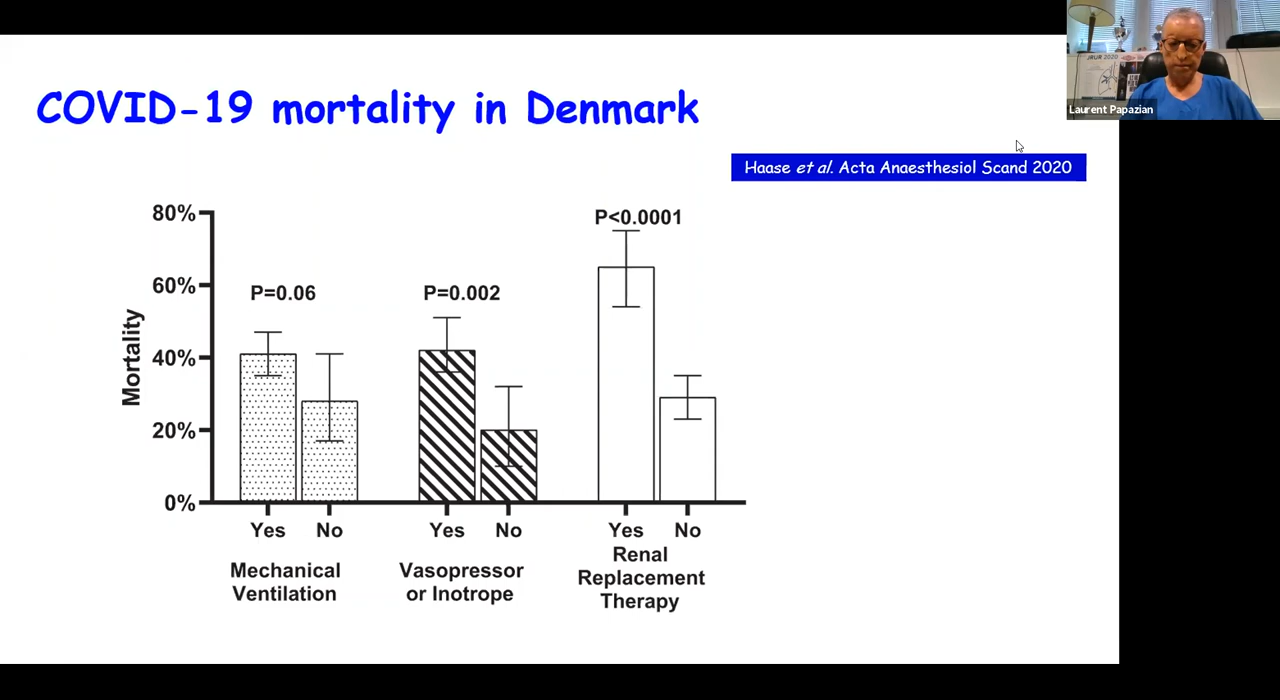 COVID-19 mortality in Denmark
JRUR 2020
Laurent Papazian
Haase et al. Acta Anaesthesiol Scand 2020
80%
60%
40%
20%
0%
Mortality
P=0.06
P=0.002
P<0.0001
Yes No Yes No Yes No
Mechanical
Ventilation
Vasopressor
or Inotrope
Renal
Replacement
Therapy